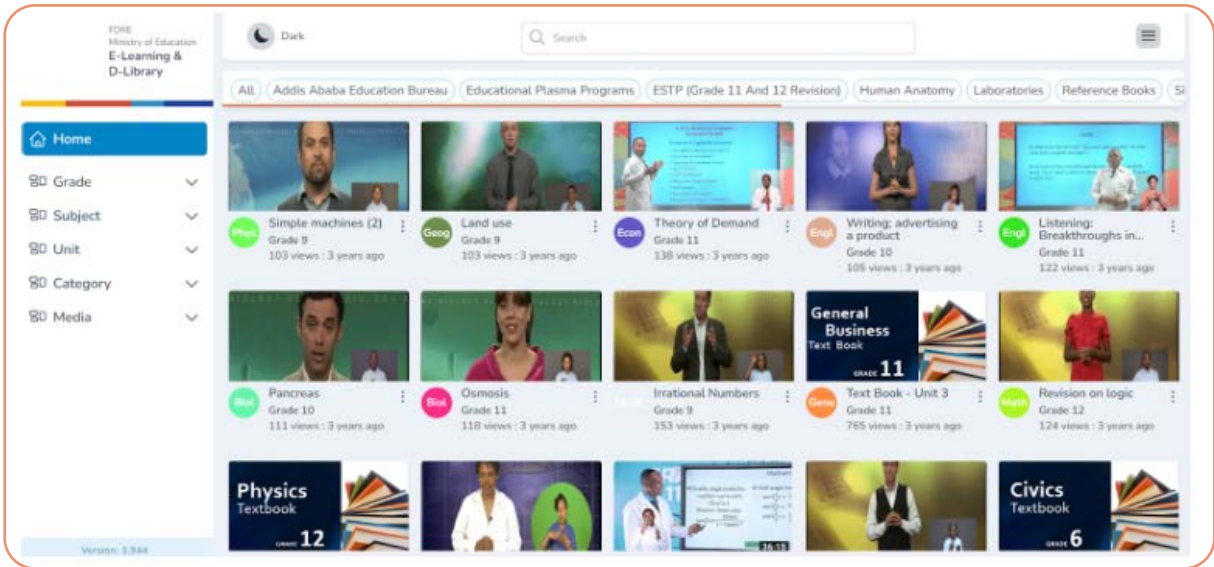 FDRE
Ministry of Education
E-Learning &
D-Library
Dark
Search
All
Addis Ababa Education Bureau
Educational Plasma Programs
ESTP (Grade 11 And 12 Revision)
Human Anatomy
Laboratories
Reference Books
Home
Grade
Subject
Unit
Category
Media
Phys
Simple machines (2)
Grade 9
103 views : 3 years ago
Geog
Land use
Grade 9
103 views : 3 years ago
Econ
Theory of Demand
Grade 11
138 views : 3 years ago
Engl
Writing; advertising
a product
Grade 10
105 views : 3 years ago
Engl
Listening:
Breakthroughs in...
Grade 11
122 views : 3 years ago
Biol
Pancreas
Grade 10
111 views : 3 years ago
Biol
Osmosis
Grade 11
118 views : 3 years ago
Irrational Numbers
Grade 9
153 views : 3 years ago
General
Business
Text Book
GRADE 11
Gene
Text Book - Unit 3
Grade 11
765 views : 3 years ago
Math
Revision on logic
Grade 12
124 views : 3 years ago
Physics
Textbook
GRADE 12
36:15
Civics
Textbook
GRADE 6
Version: 3.944